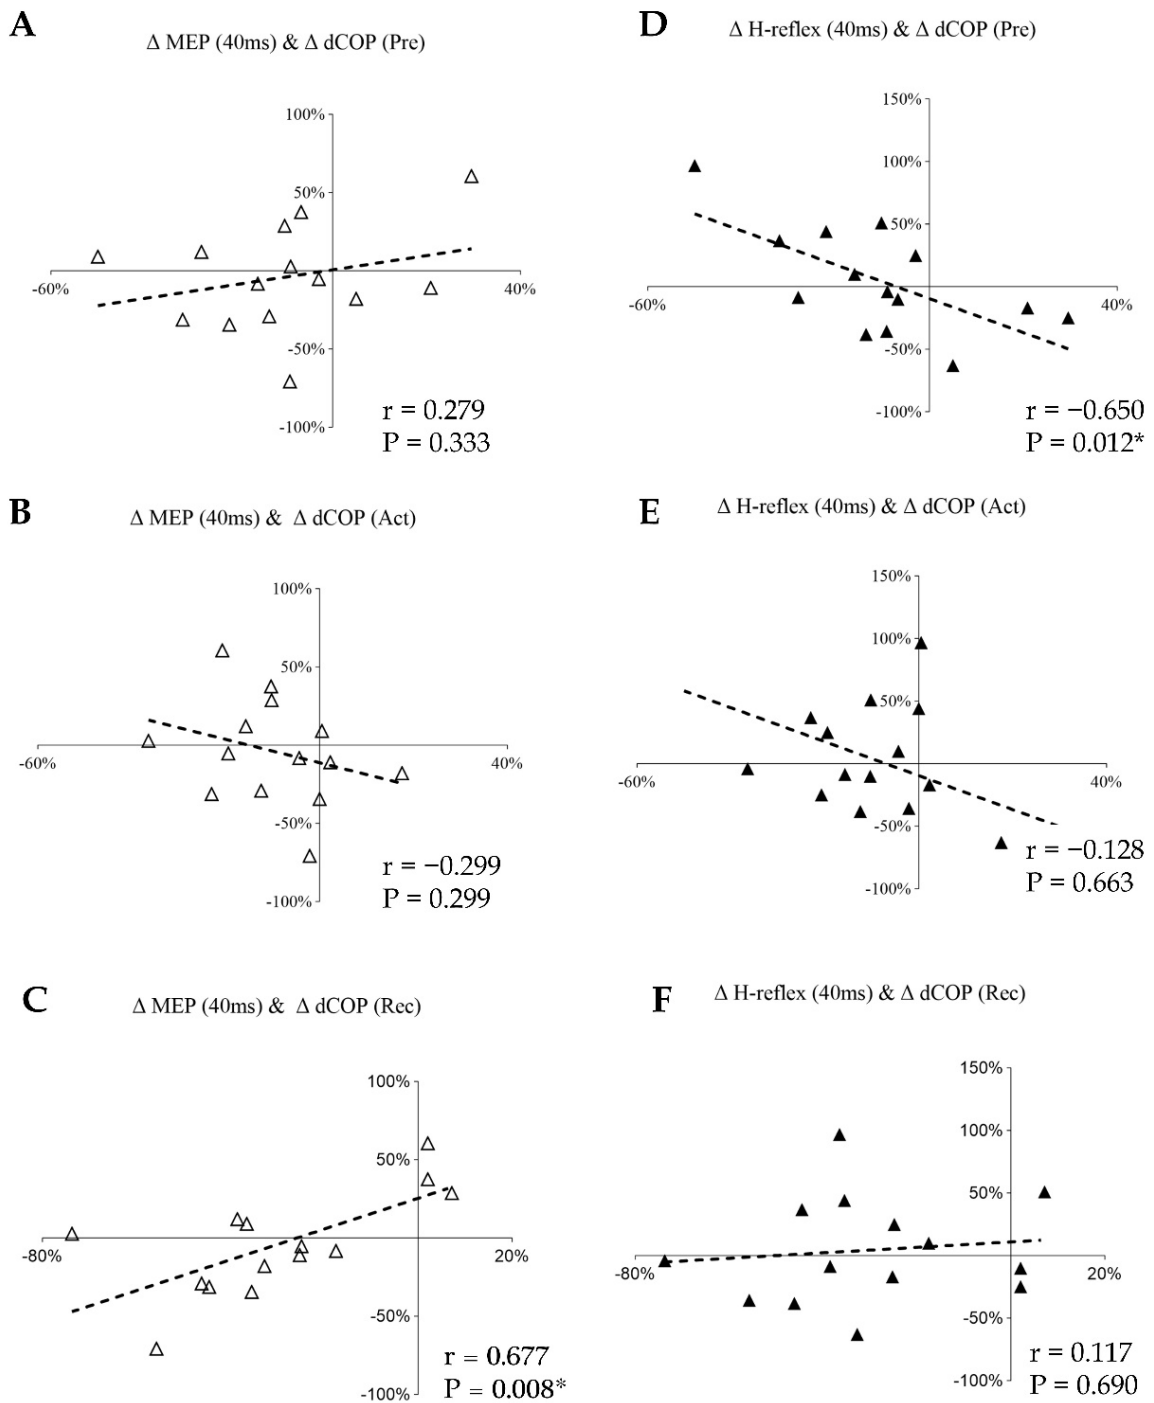 A
Δ MEP (40ms) & Δ dCOP (Pre)
100%
50%
-60%
40%
-50%
-100%
r = 0.279
P = 0.333
D
Δ H-reflex (40ms) & Δ dCOP (Pre)
150%
100%
50%
-60%
40%
-50%
-100%
r = −0.650
P = 0.012*
B
Δ MEP (40ms) & Δ dCOP (Act)
100%
50%
-60%
40%
-50%
-100%
r = −0.299
P = 0.299
E
Δ H-reflex (40ms) & Δ dCOP (Act)
150%
100%
50%
-60%
40%
-50%
-100%
r = −0.128
P = 0.663
C
Δ MEP (40ms) & Δ dCOP (Rec)
100%
50%
-80%
20%
-50%
-100%
r = 0.677
P = 0.008*
F
Δ H-reflex (40ms) & Δ dCOP (Rec)
150%
100%
50%
-80%
20%
-50%
-100%
r = 0.117
P = 0.690